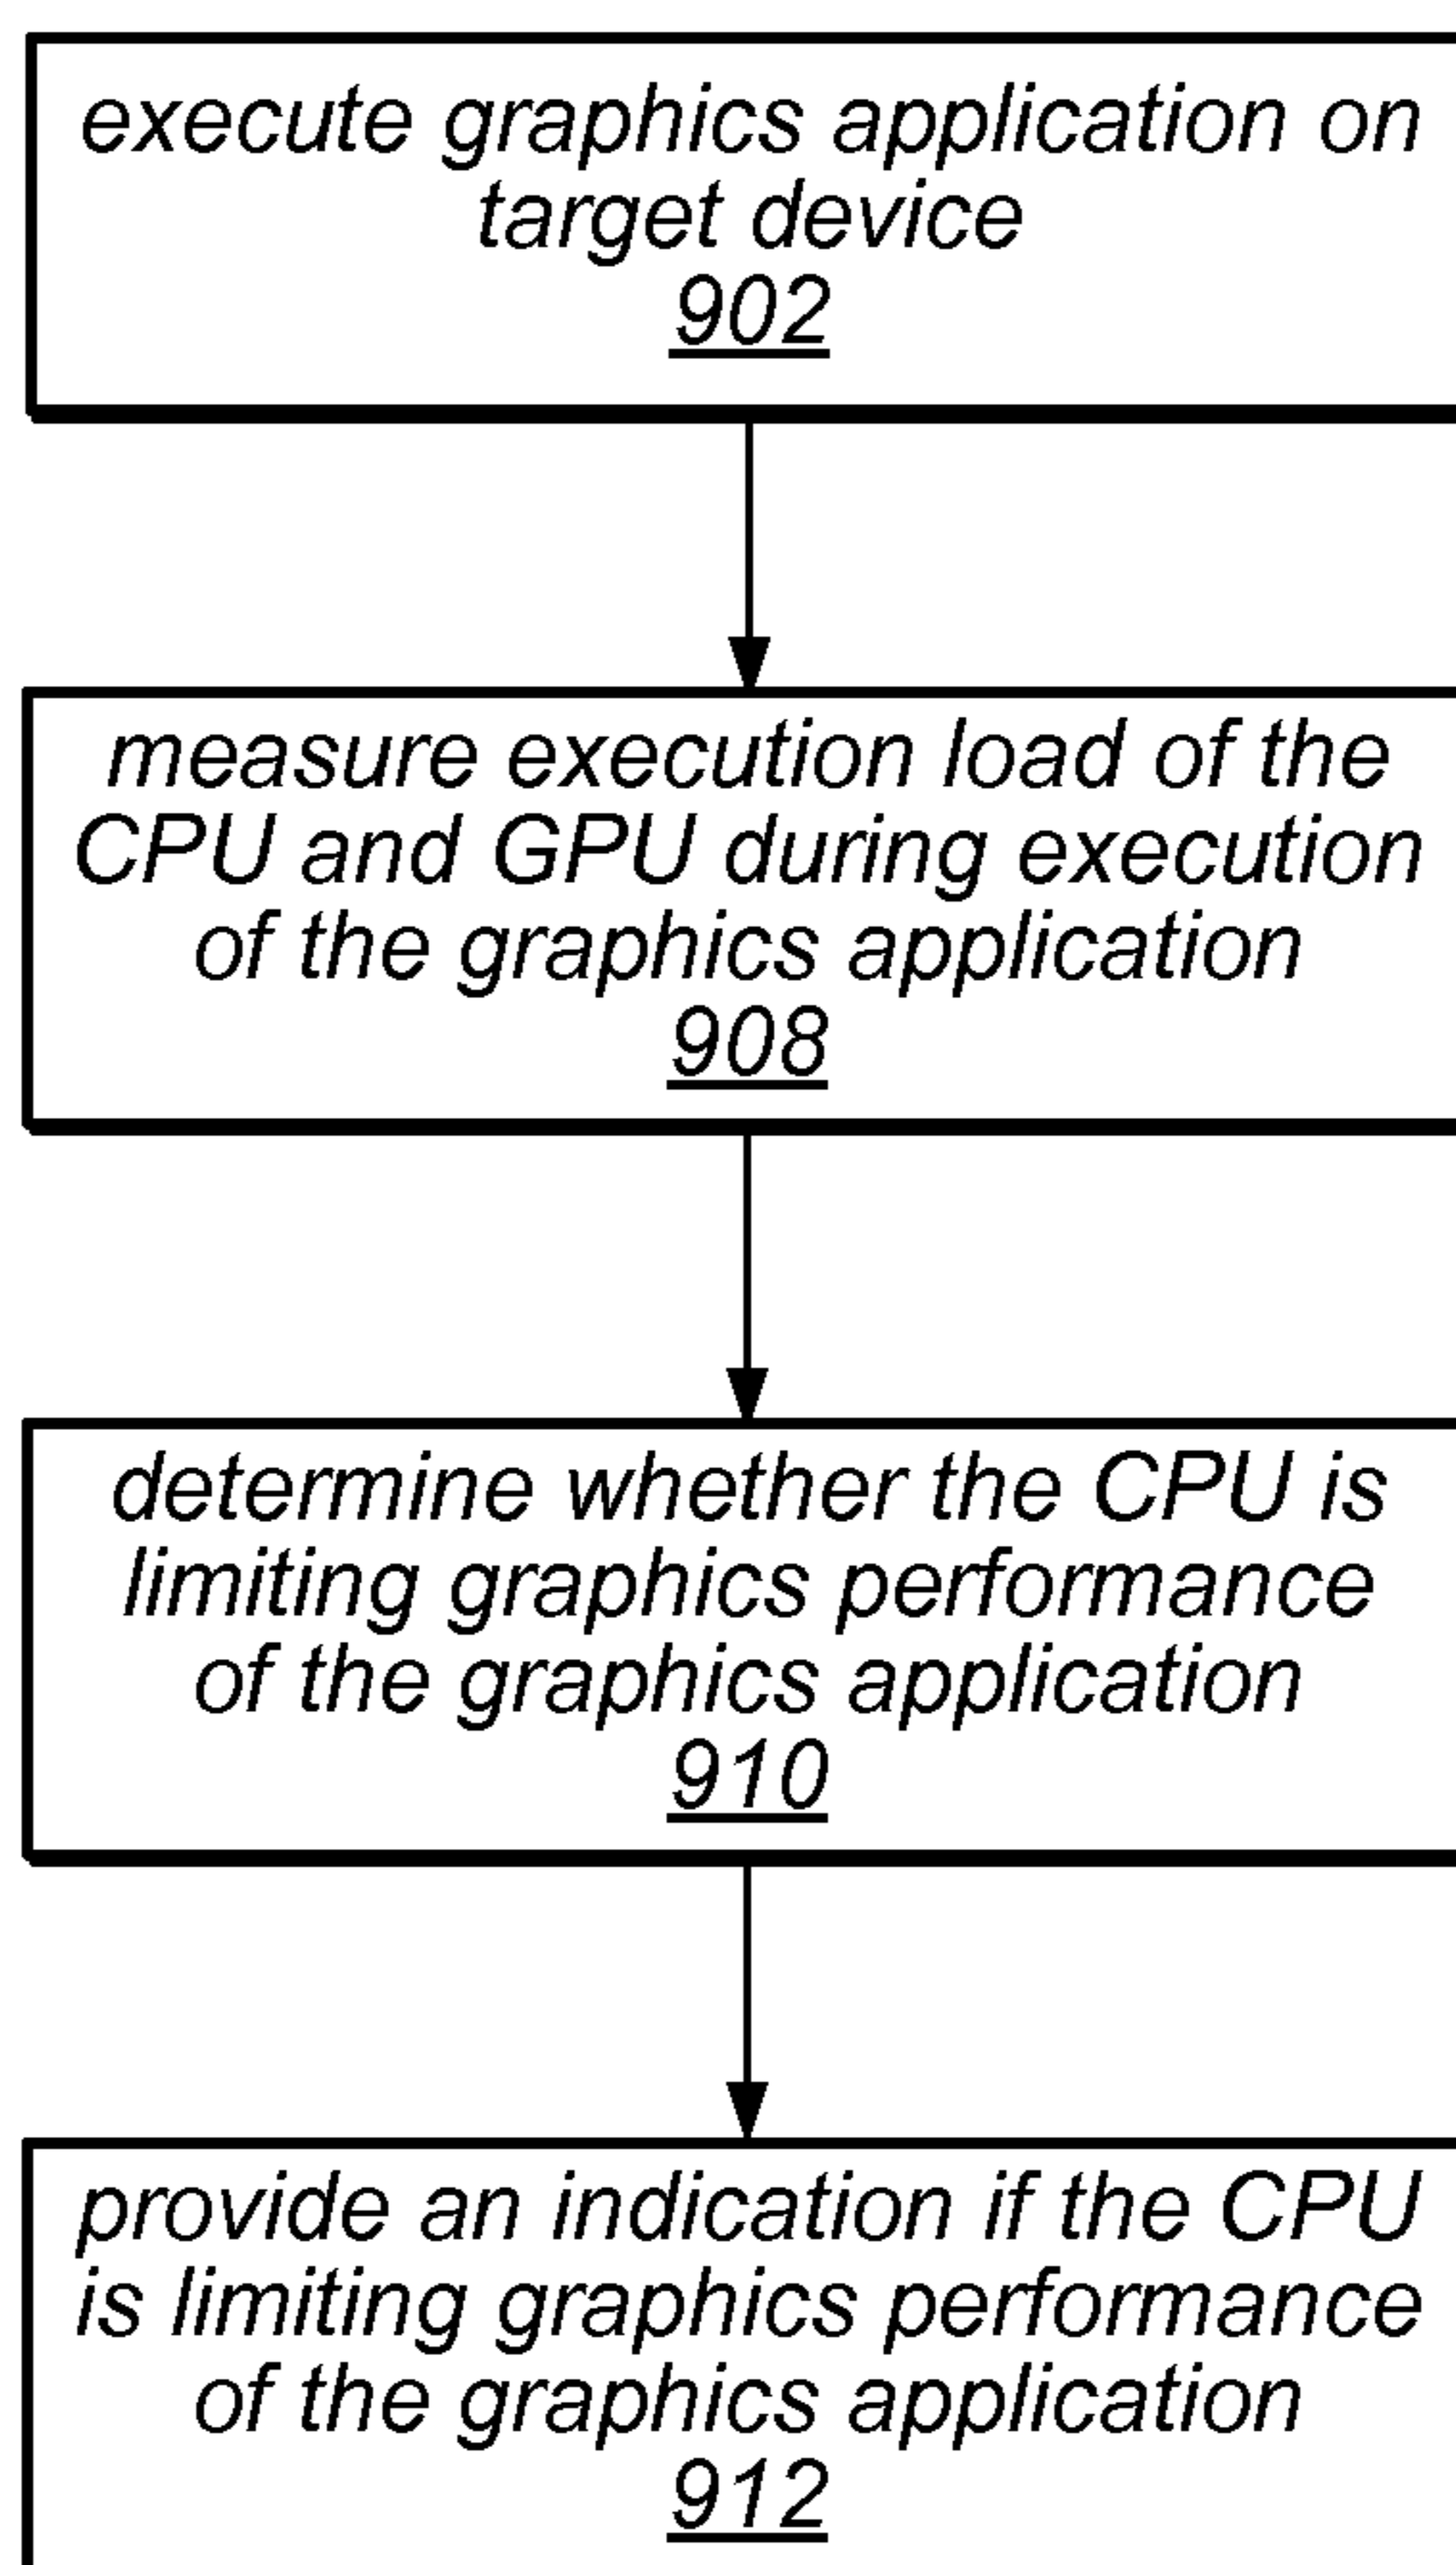 execute graphics application on
target device
902
measure execution load of the
CPU and GPU during execution
of the graphics application
908
determine whether the CPU is
limiting graphics performance
of the graphics application
910
provide an indication if the CPU
is limiting graphics performance
of the graphics application
912